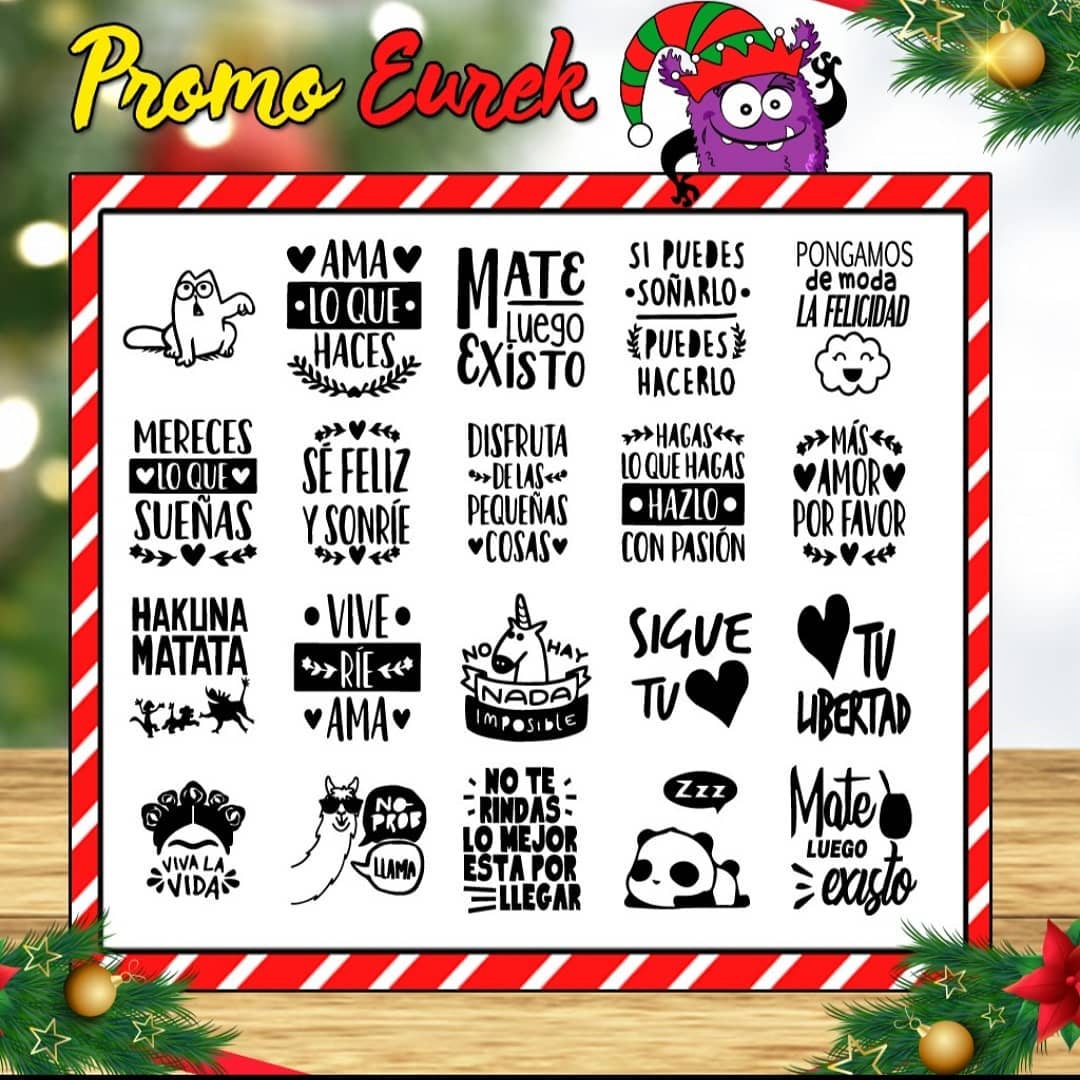 Promo Eurek
AMA
LO QUE
HACES
MATE
Luego
EXiSTO
SI PUEDES
SOÑARLO
PUEDES
HACERLO
PONGAMOS
de moda
LA FELICIDAD
MERECES
LO QUE
SUEÑAS
SÉ FELIZ
Y SONRÍE
DISFRUTA
DE LAS
PEQUEÑAS
COSAS
HAGAS
LO QUE HAGAS
HAZLO
CON PASIÓN
MÁS
AMOR
POR FAVOR
HAKUNA
MATATA
VIVE
RÍE
AMA
NO HAY
NADA
IMPOSIBLE
SIGUE
TU
TU
LIBERTAD
VIVA LA
VIDA
NO-
PROB
LLAMA
NO TE
RINDAS
LO MEJOR
ESTA POR
LLEGAR
Zzz
Mate
LUEGO
existo